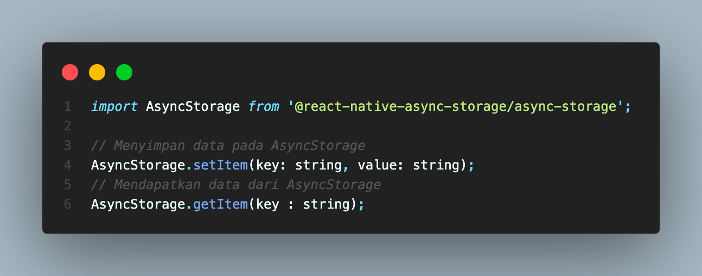 1 import AsyncStorage from '@react-native-async-storage/async-storage';
2
3 // Menyimpan data pada AsyncStorage
4 AsyncStorage.setItem(key: string, value: string);
5 // Mendapatkan data dari AsyncStorage
6 AsyncStorage.getItem(key : string);